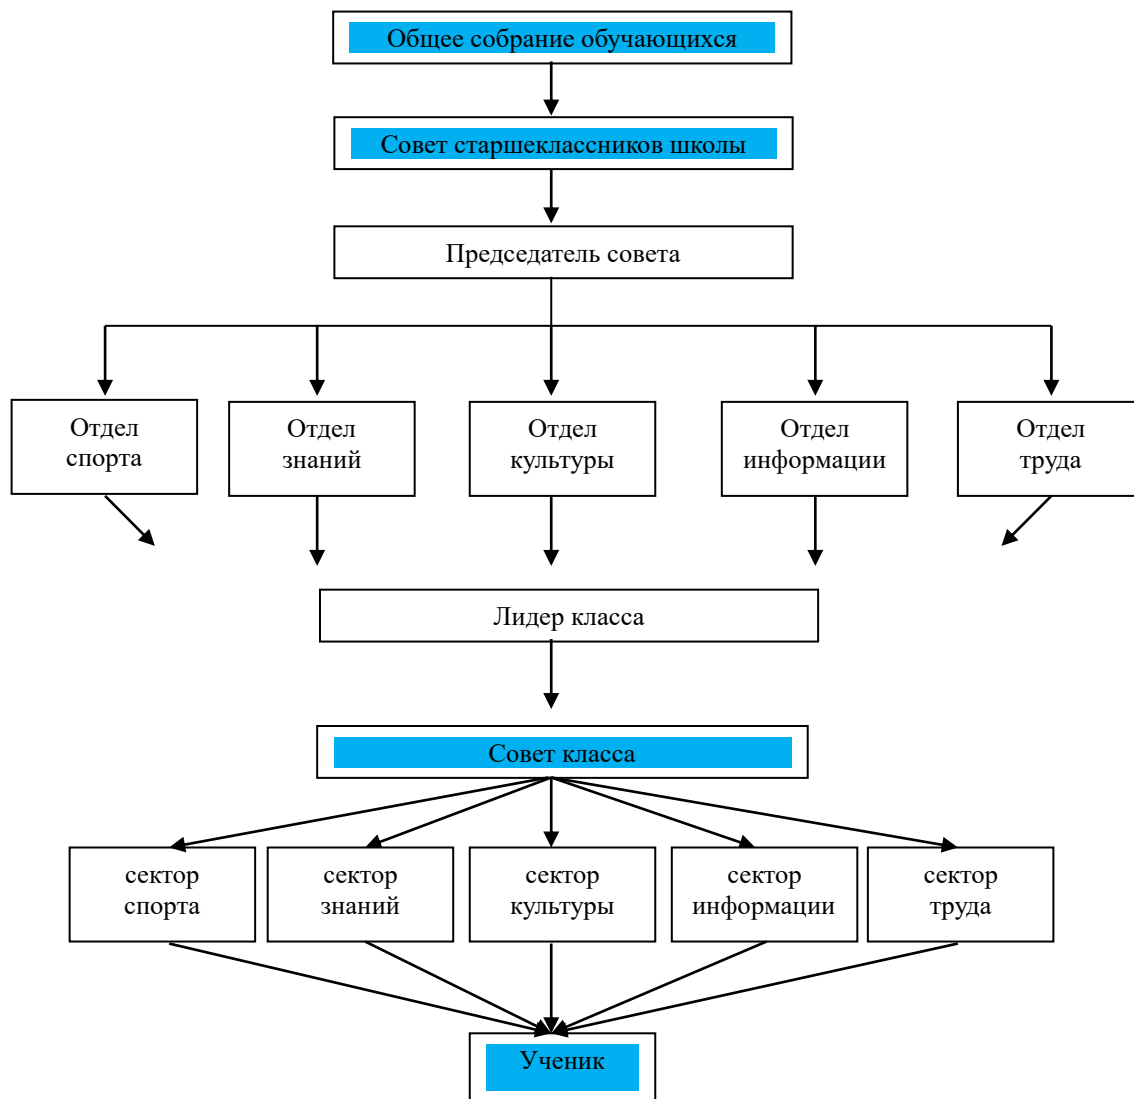 Общее собрание обучающихся
Совет старшеклассников школы
Председатель совета
Отдел
спорта
Отдел
знаний
Отдел
культуры
Отдел
информации
Отдел
труда
Лидер класса
Совет класса
сектор
спорта
сектор
знаний
сектор
культуры
сектор
информации
сектор
труда
Ученик